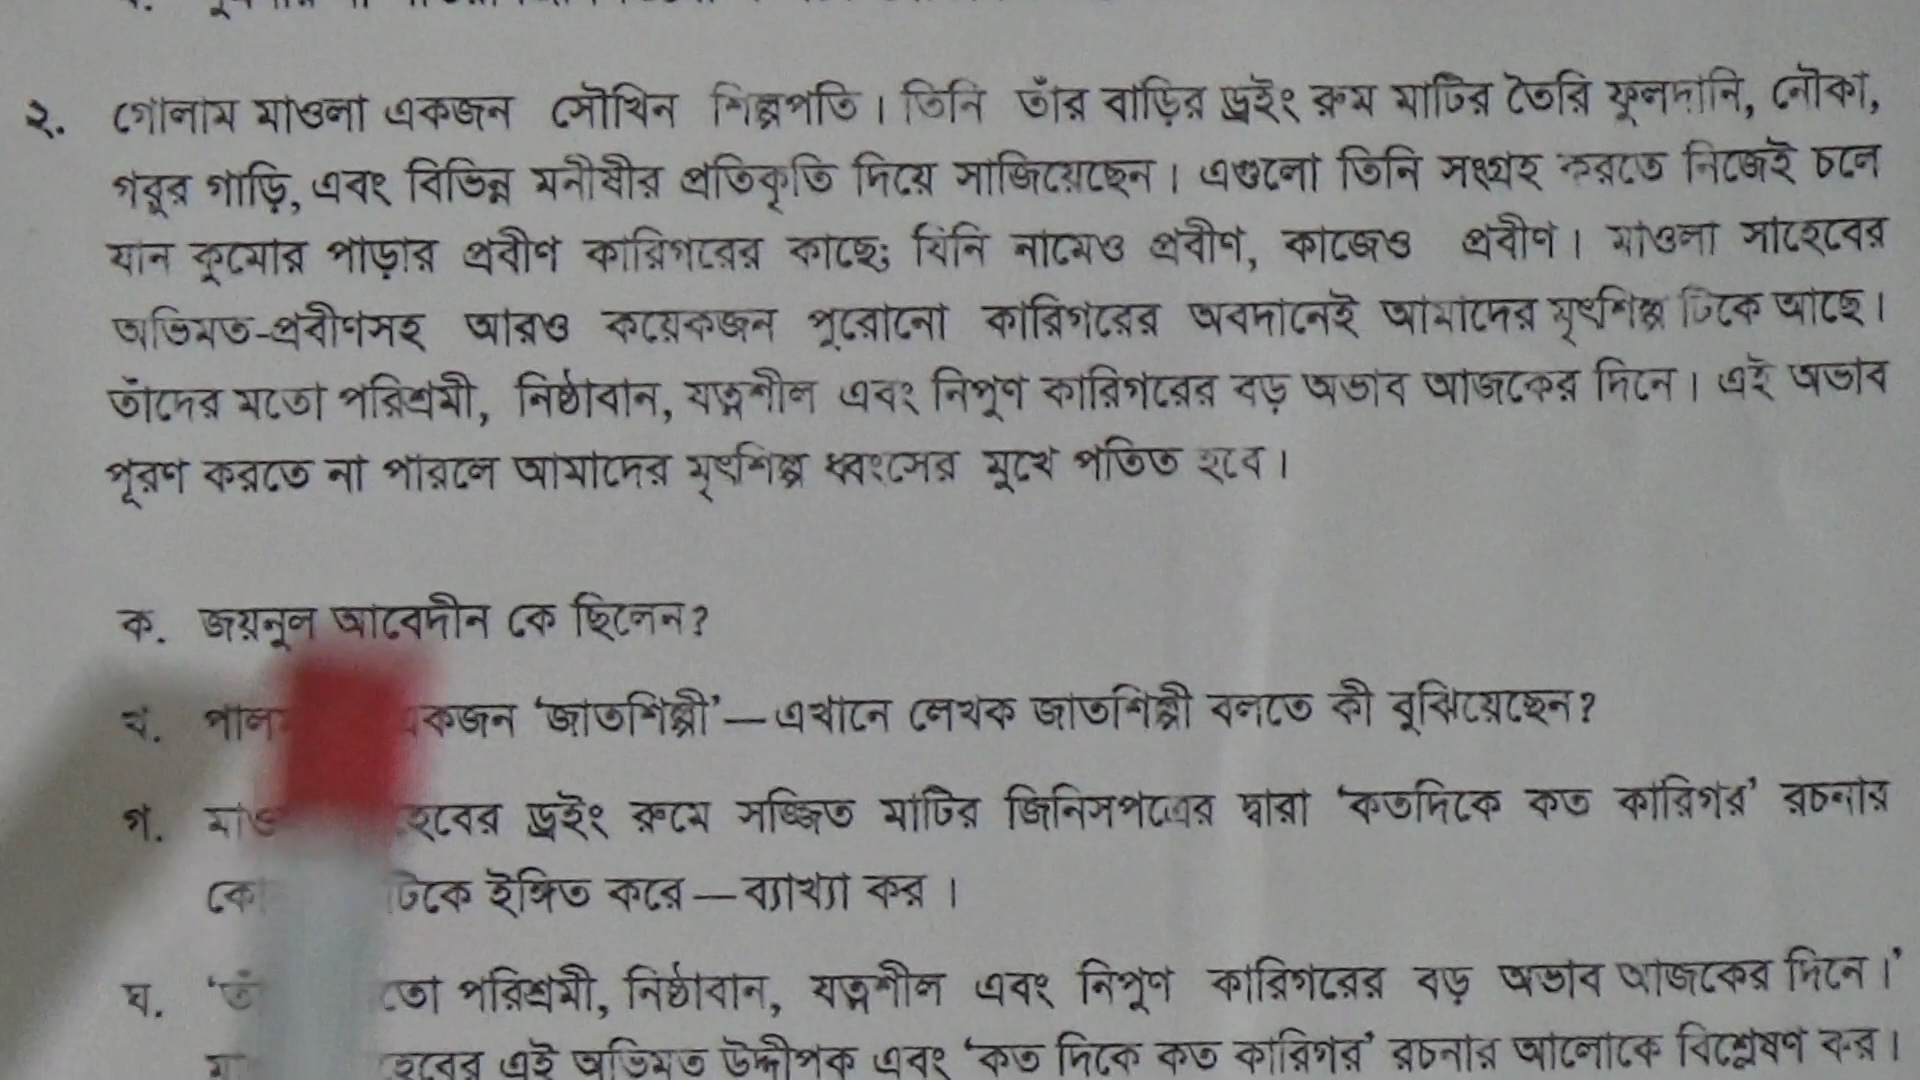 ২. গোলাম মাওলা একজন সৌখিন শিল্পপতি। তিনি তাঁর বাড়ির ড্রইং রুম মাটির তৈরি ফুলদানি, নৌকা,
গরুর গাড়ি, এবং বিভিন্ন মনীষীর প্রতিকৃতি দিয়ে সাজিয়েছেন। এগুলো তিনি সংগ্রহ করতে নিজেই চলে
যান কুমোর পাড়ার প্রবীণ কারিগরের কাছে; যিনি নামেও প্রবীণ, কাজেও প্রবীণ। মাওলা সাহেবের
অভিমত-প্রবীণসহ আরও কয়েকজন পুরোনো কারিগরের অবদানেই আমাদের মৃৎশিল্প টিকে আছে।
তাঁদের মতো পরিশ্রমী, নিষ্ঠাবান, যত্নশীল এবং নিপুণ কারিগরের বড় অভাব আজকের দিনে। এই অভাব
পূরণ করতে না পারলে আমাদের মৃৎশিল্প ধ্বংসের মুখে পতিত হবে।
ক. জয়নুল আবেদীন কে ছিলেন?
খ. একজন ‘জাতশিল্পী’—এখানে লেখক জাতশিল্পী বলতে কী বুঝিয়েছেন?
গ. ড্রইং রুমে সজ্জিত মাটির জিনিসপত্রের দ্বারা ‘কতদিকে কত কারিগর’ রচনার
ইঙ্গিত করে—ব্যাখ্যা কর।
ঘ. পরিশ্রমী, নিষ্ঠাবান, যত্নশীল এবং নিপুণ কারিগরের বড় অভাব আজকের দিনে।’
এই অভিমত উদ্দীপক এবং ‘কত দিকে কত কারিগর’ রচনার আলোকে বিশ্লেষণ কর।